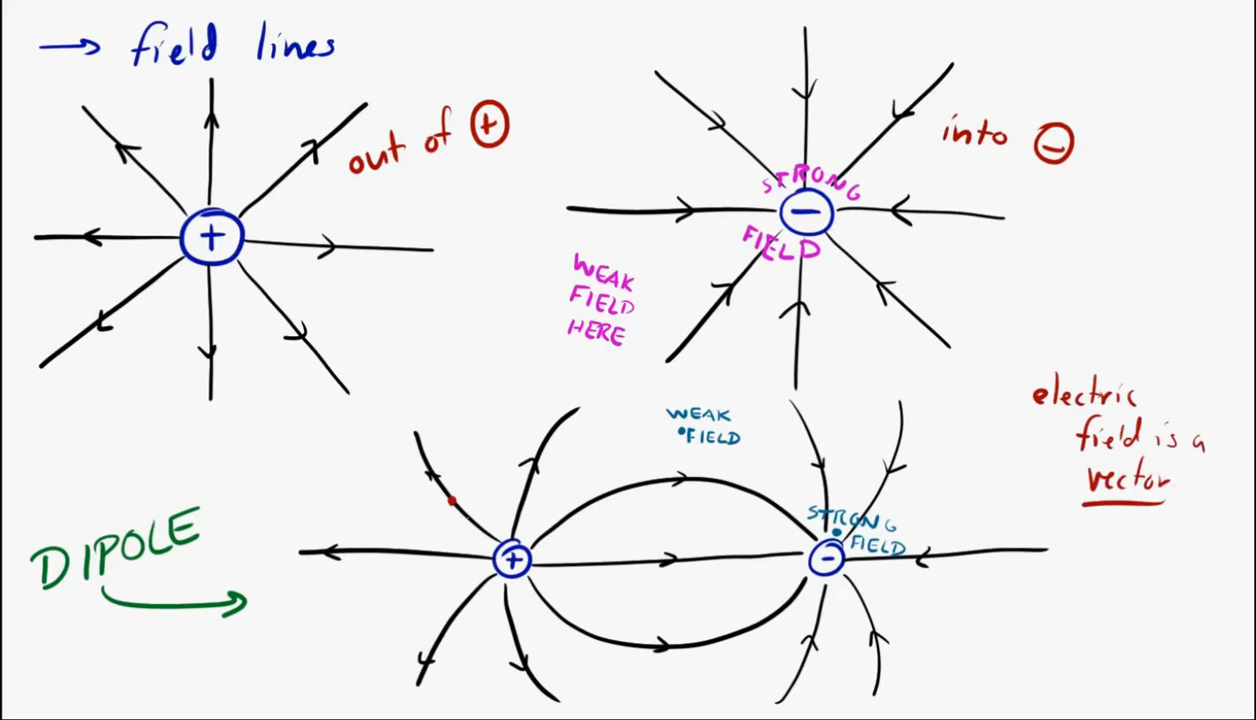 → field lines
out of ⊕
+
into ⊖
STRONG
−
FIELD
WEAK
FIELD
HERE
electric
field is a
vector
WEAK
FIELD
STRONG
FIELD
DIPOLE
+
−